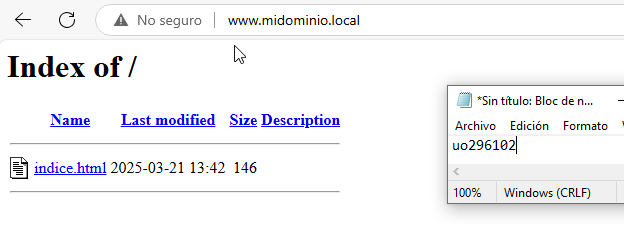 No seguro www.midominio.local
Index of /
Name Last modified Size Description
indice.html 2025-03-21 13:42 146
*Sin título: Bloc de n...
Archivo Edición Formato V
uo296102
100% Windows (CRLF)